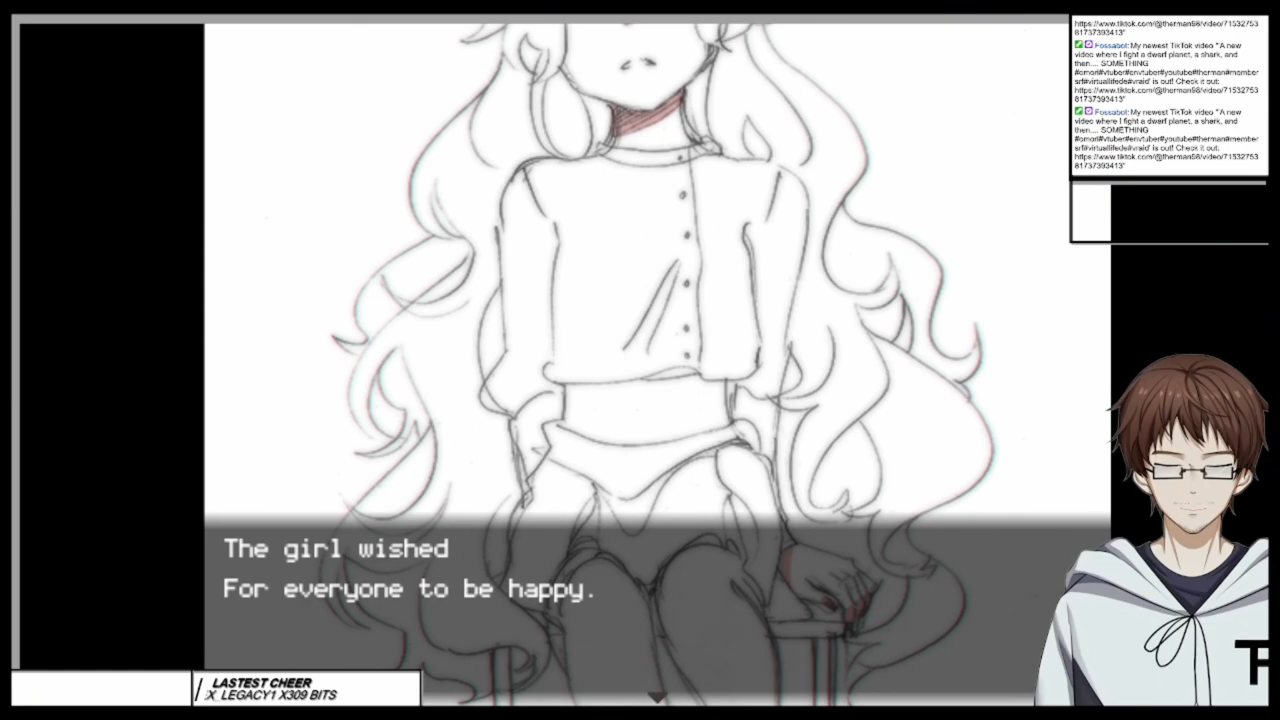 https://www.tiktok.com/@therman98/video/71532753
81737393413"
Fossabot: My newest TikTok video "'A new
video where I fight a dwarf planet, a shark, and
then.... SOMETHING
#omori#vtuber#envtuber#youtube#therman#member
srf#virtuallifede#vraid' is out! Check it out:
https://www.tiktok.com/@therman98/video/71532753
81737393413"
Fossabot: My newest TikTok video "'A new
video where I fight a dwarf planet, a shark, and
then.... SOMETHING
#omori#vtuber#envtuber#youtube#therman#member
srf#virtuallifede#vraid' is out! Check it out:
https://www.tiktok.com/@therman98/video/71532753
81737393413"
The girl wished
For everyone to be happy.
LASTEST CHEER
X_LEGACY1 X309 BITS